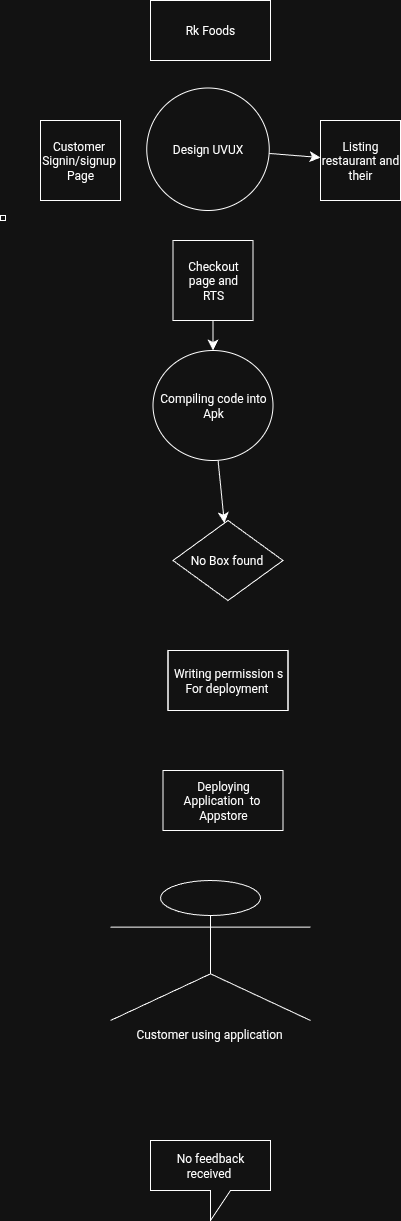 Rk Foods
Customer
Signin/signup
Page
Design UVUX
Listing
restaurant and
their
Checkout
page and
RTS
Compiling code into
Apk
No Box found
Writing permission s
For deployment
Deploying
Application to
Appstore
Customer using application
No feedback
received